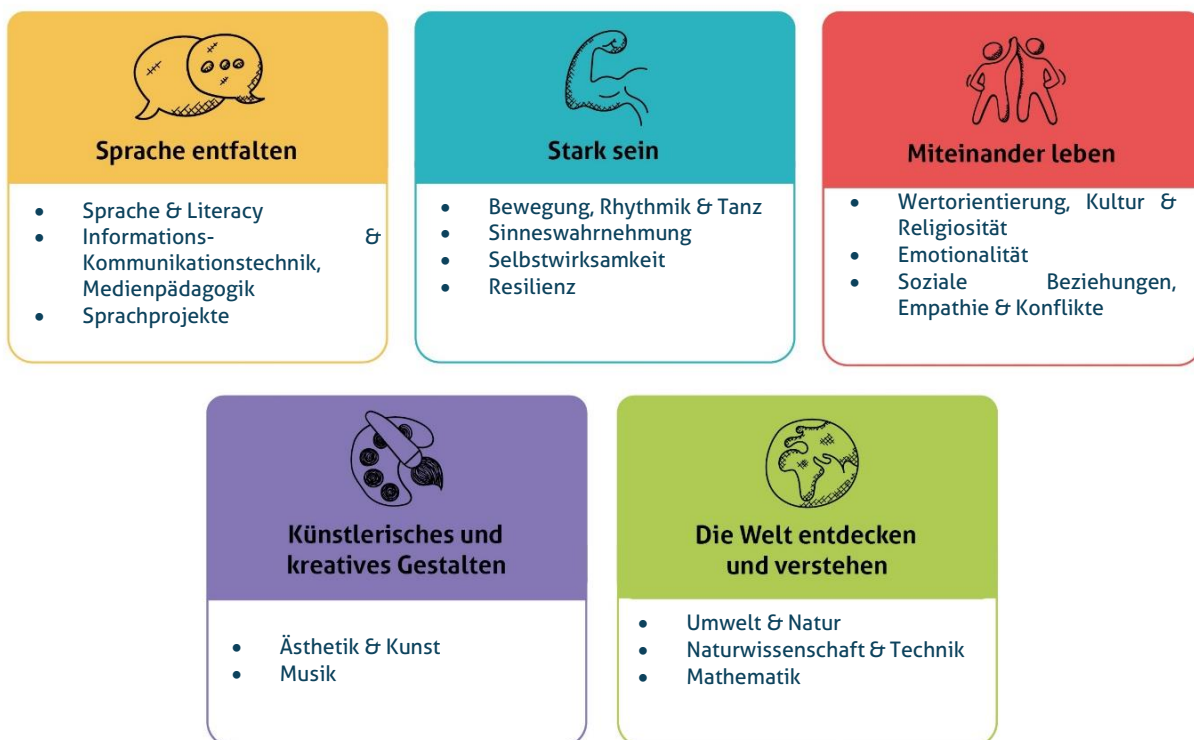 Sprache entfalten
• Sprache & Literacy
• Informations- &
Kommunikationstechnik,
Medienpädagogik
• Sprachprojekte
Stark sein
• Bewegung, Rhythmik & Tanz
• Sinneswahrnehmung
• Selbstwirksamkeit
• Resilienz
Miteinander leben
• Wertorientierung, Kultur &
Religiosität
• Emotionalität
• Soziale Beziehungen,
Empathie & Konflikte
Künstlerisches und
kreatives Gestalten
• Ästhetik & Kunst
• Musik
Die Welt entdecken
und verstehen
• Umwelt & Natur
• Naturwissenschaft & Technik
• Mathematik